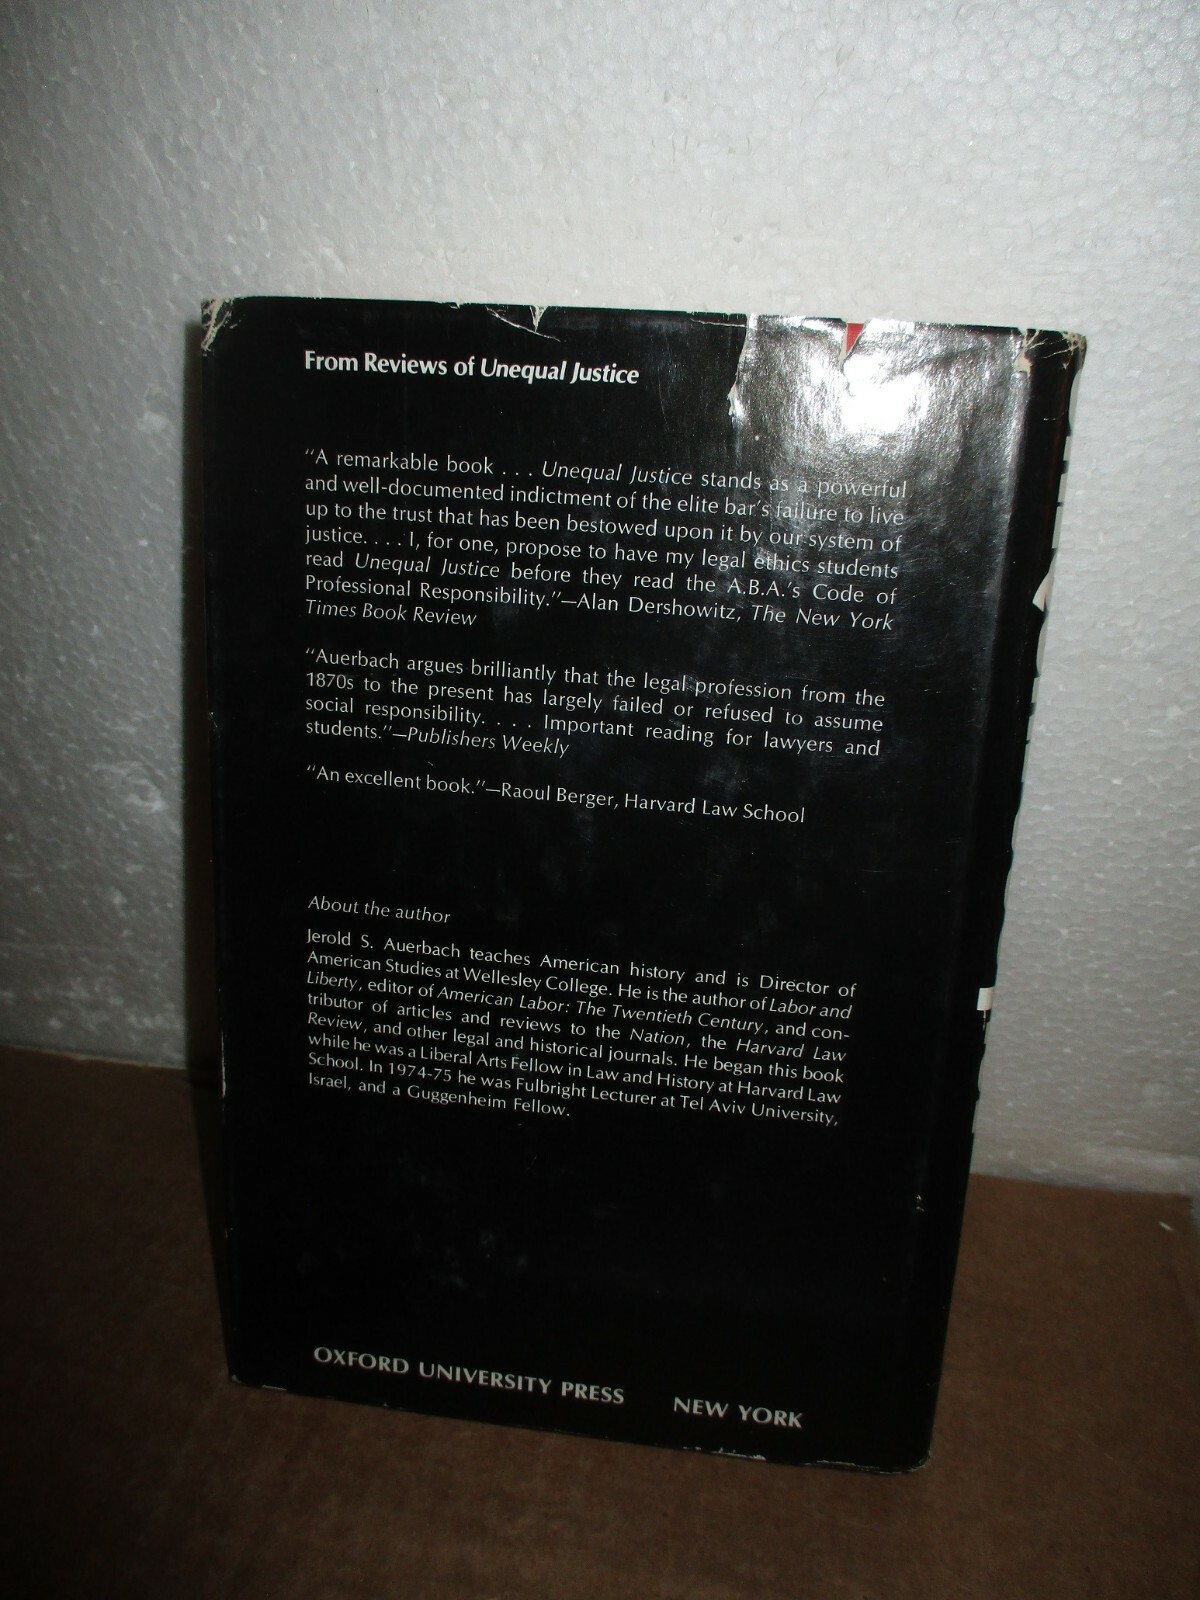 From Reviews of Unequal Justice
“A remarkable book . . . Unequal Justice stands as a powerful
and well-documented indictment of the elite bar’s failure to live
up to the trust that has been bestowed upon it by our system of
justice. . . . I, for one, propose to have my legal ethics students
read Unequal Justice before they read the A.B.A.’s Code of
Professional Responsibility.”—Alan Dershowitz, The New York
Times Book Review
“Auerbach argues brilliantly that the legal profession from the
1870s to the present has largely failed or refused to assume
social responsibility. . . . Important reading for lawyers and
students.”—Publishers Weekly
“An excellent book.”—Raoul Berger, Harvard Law School
About the author
Jerold S. Auerbach teaches American history and is Director of
American Studies at Wellesley College. He is the author of Labor and
Liberty, editor of American Labor: The Twentieth Century, and con-
tributor of articles and reviews to the Nation, the Harvard Law
Review, and other legal and historical journals. He began this book
while he was a Liberal Arts Fellow in Law and History at Harvard Law
School. In 1974-75 he was Fulbright Lecturer at Tel Aviv University,
Israel, and a Guggenheim Fellow.
OXFORD UNIVERSITY PRESS NEW YORK